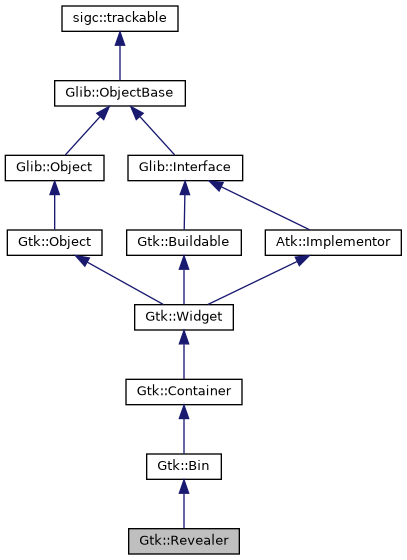 sigc::trackable
Glib::ObjectBase
Glib::Object
Glib::Interface
Gtk::Object
Gtk::Buildable
Atk::Implementor
Gtk::Widget
Gtk::Container
Gtk::Bin
Gtk::Revealer